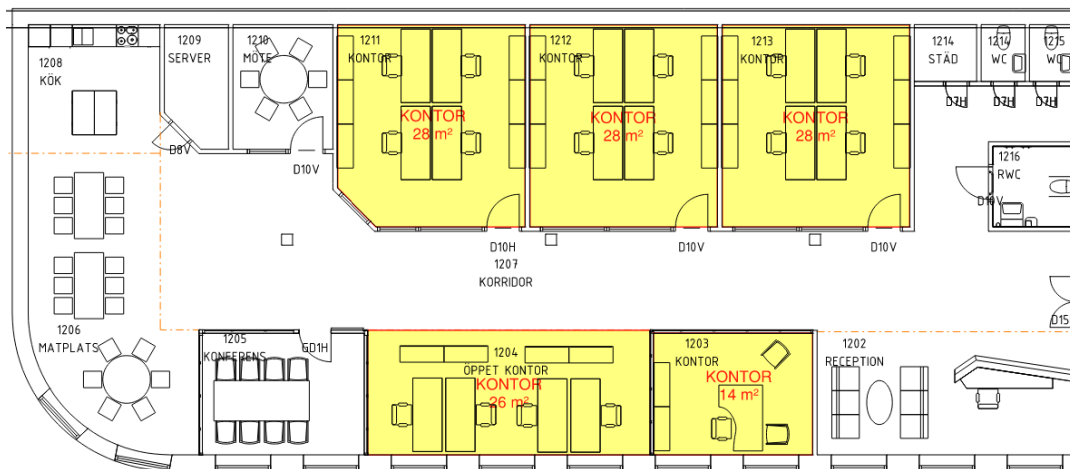 1208
KÖK
1209
SERVER
1210
MÖTE
1211
KONTOR
KONTOR
28 m²
1212
KONTOR
KONTOR
28 m²
1213
KONTOR
KONTOR
28 m²
1214
STÄD
1214
WC
1215
WC
D7H
D7H
D7H
D8V
D10V
1216
RWC
D10V
D10H
D10V
D10V
1207
KORRIDOR
D15
1206
MATPLATS
1205
KONFERENS
GD1H
1204
ÖPPET KONTOR
KONTOR
26 m²
1203
KONTOR
KONTOR
14 m²
1202
RECEPTION